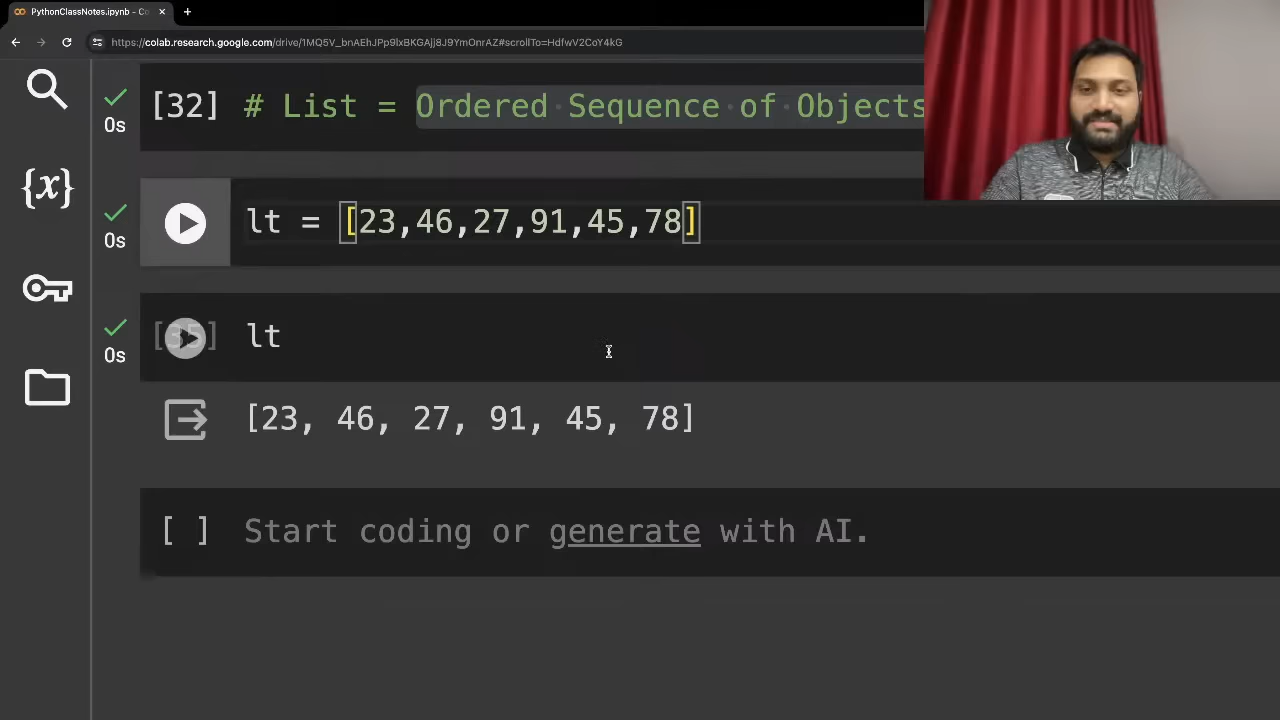 PythonClassNotes.ipynb - Co
https://colab.research.google.com/drive/1MQ5V_bnAEhJPp9lxBKGAjj8J9YmOnrAZ#scrollTo=HdfwV2CoY4kG
[32] # List = Ordered Sequence of Objects
0s
{x}
lt = [23,46,27,91,45,78]
0s
[35] lt
0s
[23, 46, 27, 91, 45, 78]
[ ] Start coding or generate with AI.